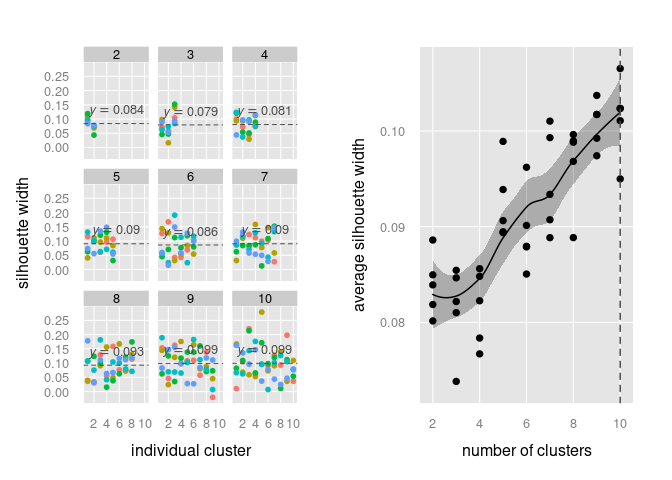 2 3 4
0.25
0.20
0.15
0.10
0.05
0.00
y = 0.084 y = 0.079 y = 0.081
5 6 7
0.25
0.20
0.15
0.10
0.05
0.00
y = 0.09 y = 0.086 y = 0.09
8 9 10
0.25
0.20
0.15
0.10
0.05
0.00
y = 0.093 y = 0.099 y = 0.099
2 4 6 8 10 2 4 6 8 10 2 4 6 8 10
individual cluster
silhouette width
0.10
0.09
0.08
2 4 6 8 10
number of clusters
average silhouette width